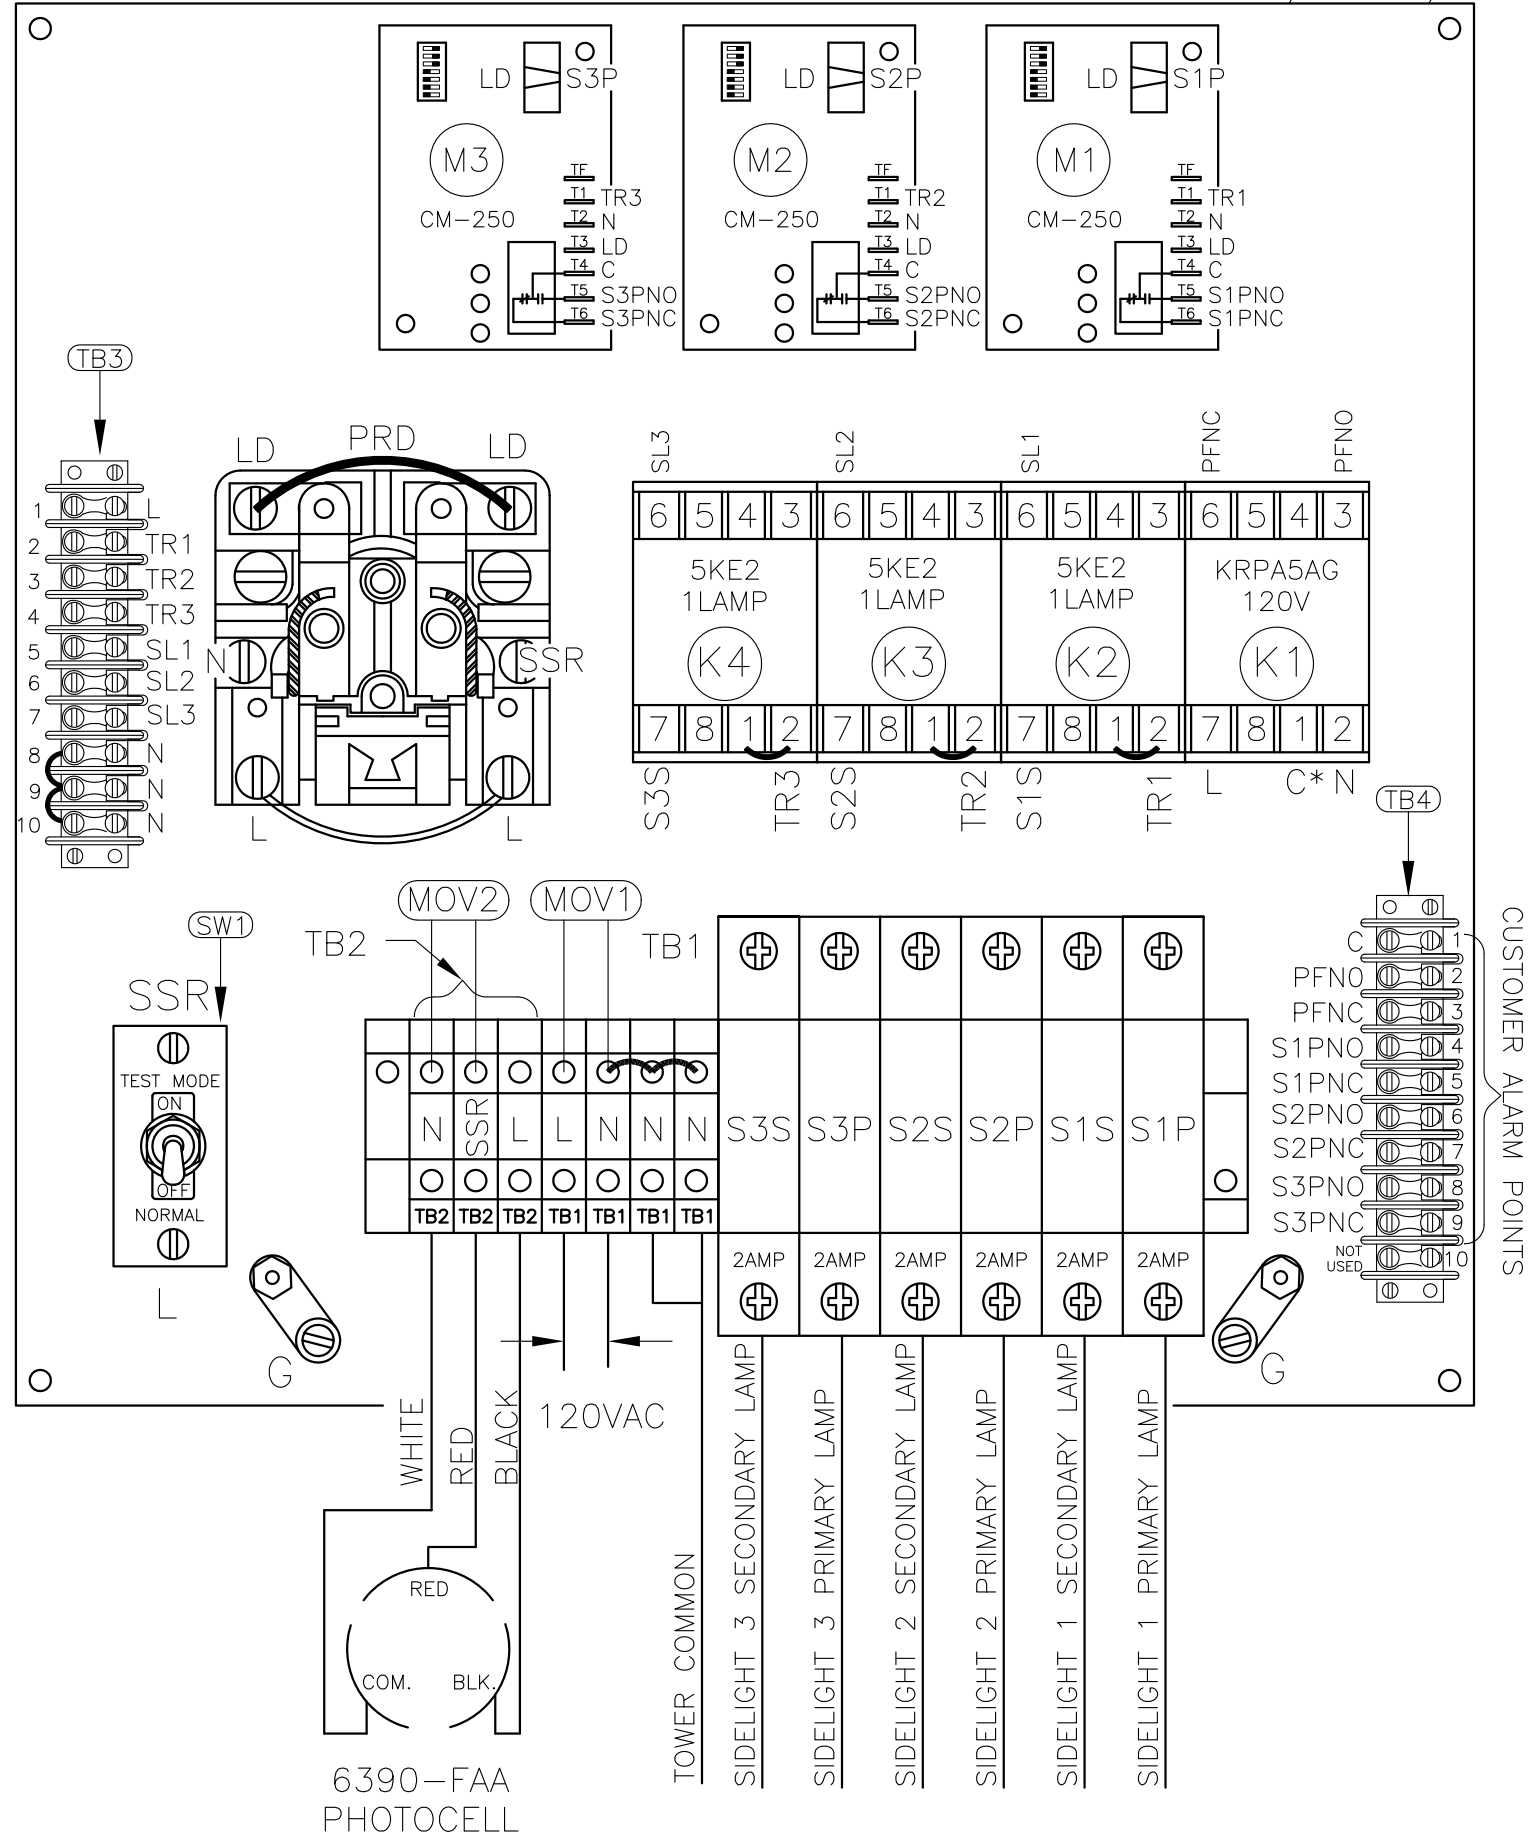 LD S3P
M3
CM-250
TF
T1 TR3
T2 N
T3 LD
T4 C
T5 S3PNO
T6 S3PNC
LD S2P
M2
CM-250
TF
T1 TR2
T2 N
T3 LD
T4 C
T5 S2PNO
T6 S2PNC
LD S1P
M1
CM-250
TF
T1 TR1
T2 N
T3 LD
T4 C
T5 S1PNO
T6 S1PNC
TB3
1 L
2 TR1
3 TR2
4 TR3
5 SL1
6 SL2
7 SL3
8 N
9 N
10 N
LD PRD LD
N SSR
L L
SL3 SL2 SL1 PFNC PFNO
6 5 4 3 6 5 4 3 6 5 4 3 6 5 4 3
5KE2
1LAMP
K4
5KE2
1LAMP
K3
5KE2
1LAMP
K2
KRPA5AG
120V
K1
7 8 1 2 7 8 1 2 7 8 1 2 7 8 1 2
S3S TR3 S2S TR2 S1S TR1 L C* N
TB4
C 1
PFNO 2
PFNC 3
S1PNO 4
S1PNC 5
S2PNO 6
S2PNC 7
S3PNO 8
S3PNC 9
NOT
USED 10
CUSTOMER ALARM POINTS
SW1
SSR
TEST MODE
ON
OFF
NORMAL
L
MOV2 MOV1
TB2 TB1
N SSR L L N N N S3S S3P S2S S2P S1S S1P
TB2 TB2 TB2 TB1 TB1 TB1 TB1
2AMP 2AMP 2AMP 2AMP 2AMP 2AMP
G G
WHITE
RED
BLACK
120VAC
TOWER COMMON
SIDELIGHT 3 SECONDARY LAMP
SIDELIGHT 3 PRIMARY LAMP
SIDELIGHT 2 SECONDARY LAMP
SIDELIGHT 2 PRIMARY LAMP
SIDELIGHT 1 SECONDARY LAMP
SIDELIGHT 1 PRIMARY LAMP
RED
COM. BLK.
6390-FAA
PHOTOCELL